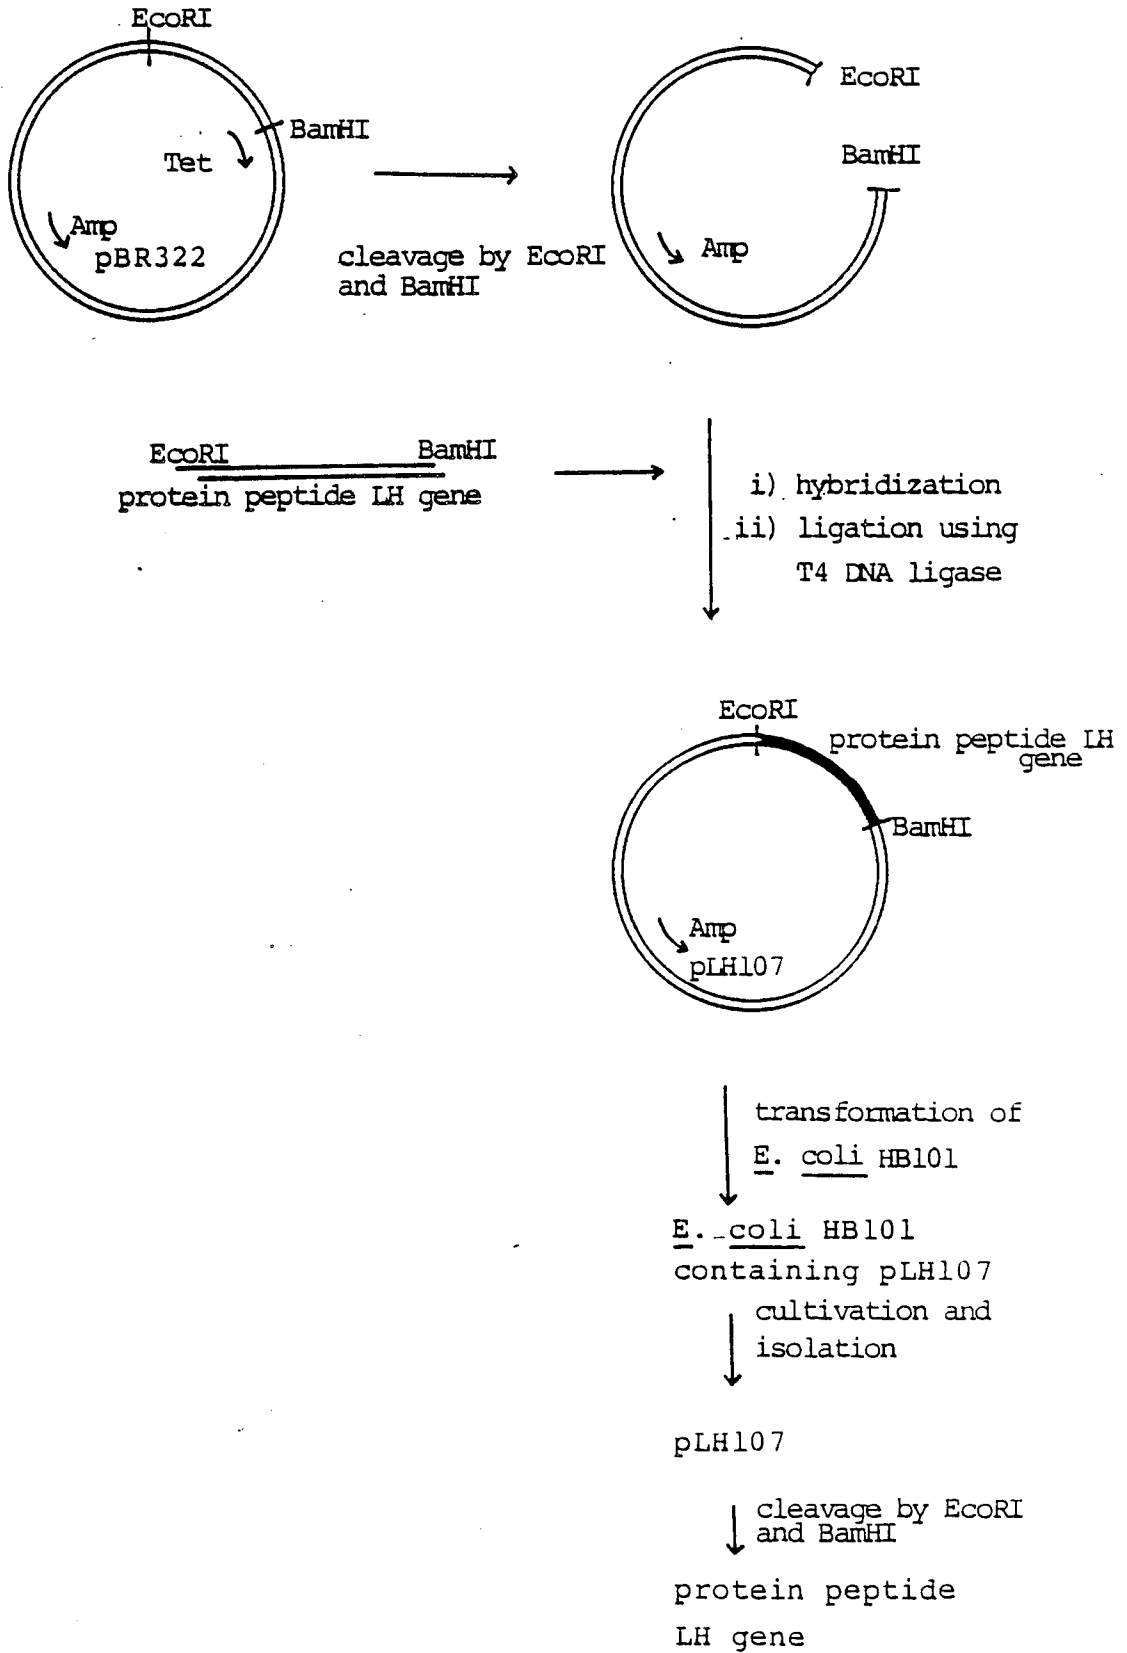 EcoRI
BamHI
Tet
Amp
pBR322
cleavage by EcoRI
and BamHI
EcoRI
BamHI
Amp
EcoRI
BamHI
protein peptide LH gene
i) hybridization
ii) ligation using
T4 DNA ligase
EcoRI
protein peptide LH
gene
BamHI
Amp
pLH107
transformation of
E. coli HB101
E. coli HB101
containing pLH107
cultivation and
isolation
pLH107
cleavage by EcoRI
and BamHI
protein peptide
LH gene